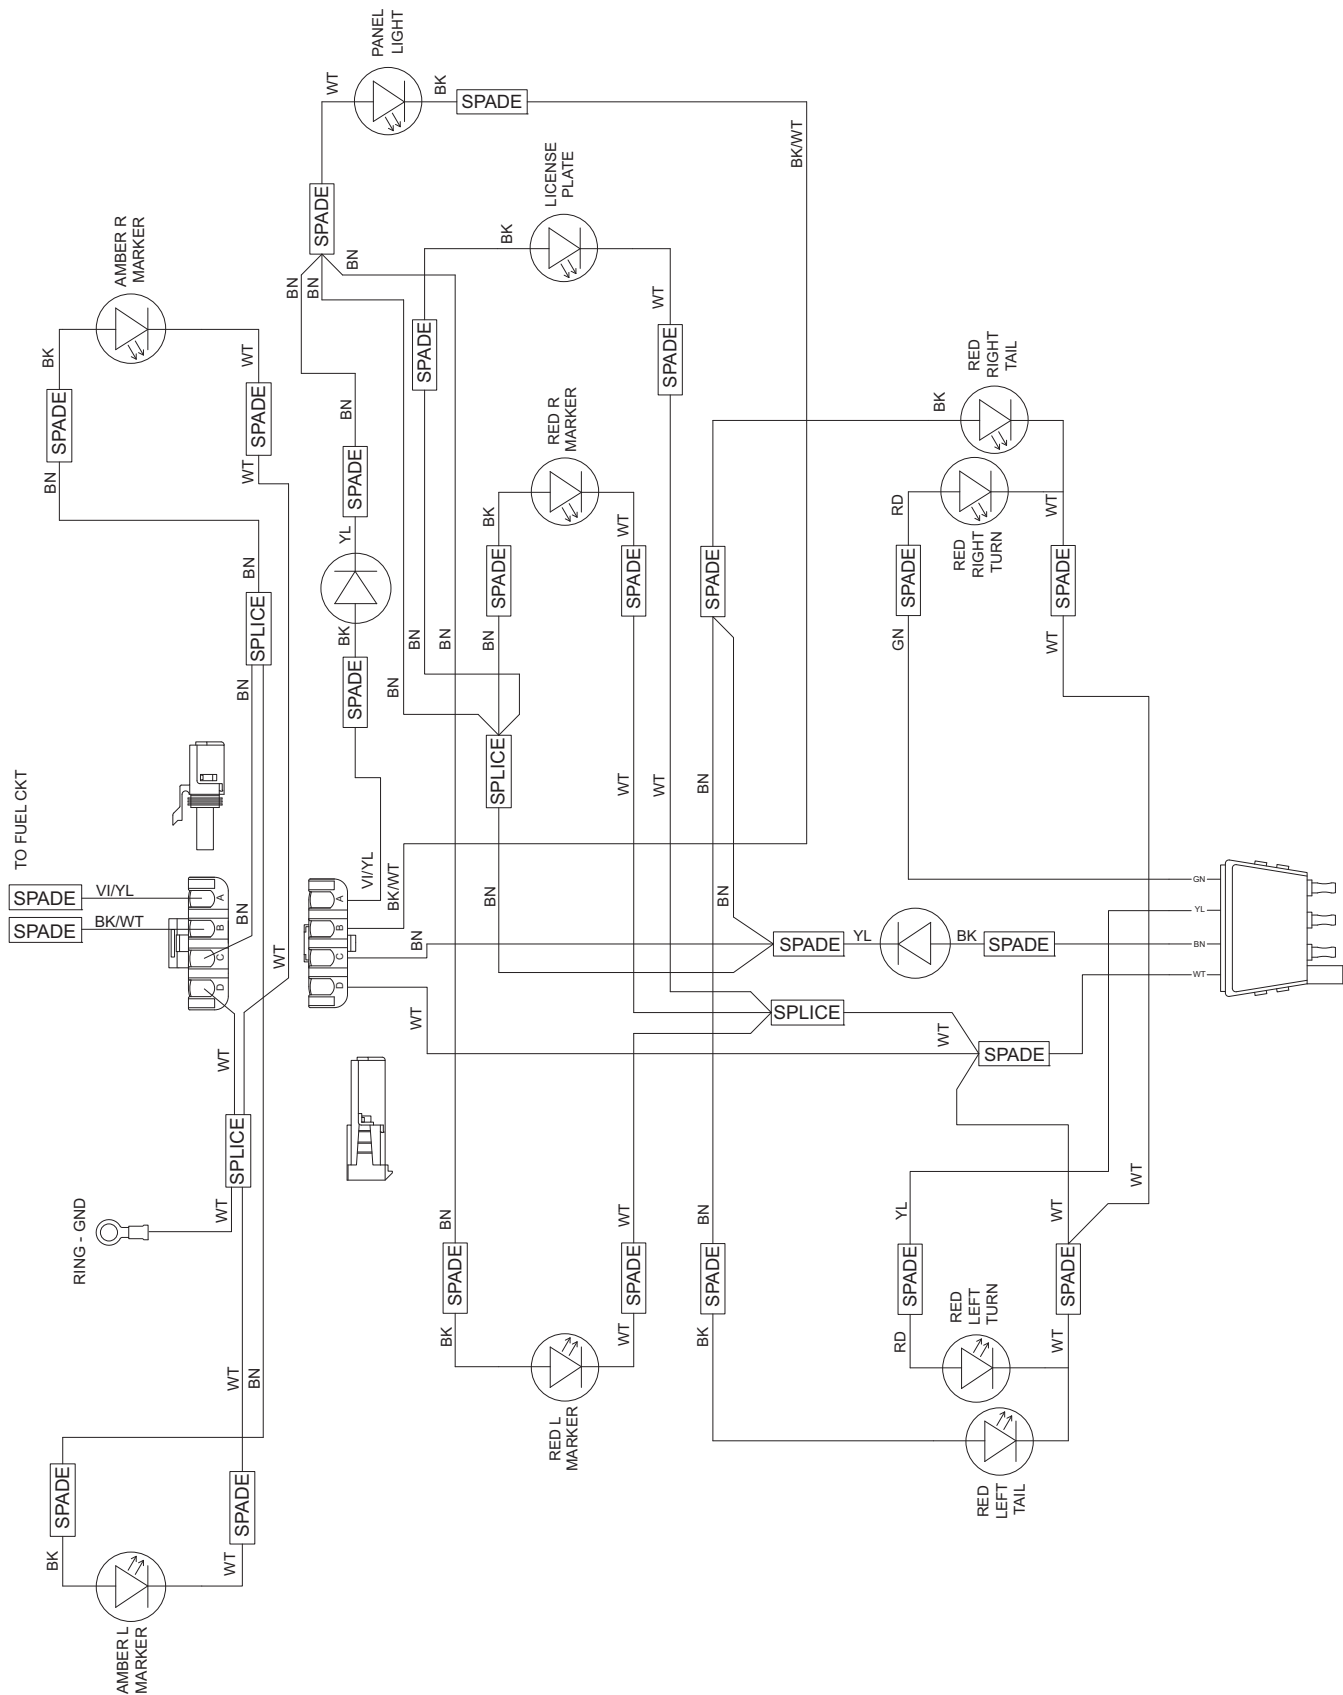 PANEL
LIGHT
WT
BK
SPADE
BK/WT
LICENSE
PLATE
SPADE
AMBER R
MARKER
BK
BN
BN
BN
WT
BK
WT
SPADE
SPADE
SPADE
SPADE
BN
RED R
MARKER
RED
RIGHT
TAIL
BK
BN
WT
SPADE
YL
BK
WT
RD
WT
RED
RIGHT
TURN
BN
SPLICE
SPADE
SPADE
SPADE
SPADE
SPADE
BK
BN
BN
BN
GN
WT
BN
SPADE
BN
TO FUEL CKT
SPLICE
WT
WT
BN
SPADE
VI/YL
SPADE
BK/WT
A
B
C
D
BN
WT
VI/YL
BK/WT
A
B
C
D
BN
BN
BN
GN
YL
BN
WT
SPADE
YL
BK
SPADE
WT
WT
SPLICE
WT
SPADE
SPLICE
RING - GND
WT
WT
BN
WT
BN
YL
WT
SPADE
SPADE
SPADE
SPADE
SPADE
RED
LEFT
TURN
BK
WT
BK
RD
WT
WT
BN
RED L
MARKER
SPADE
SPADE
RED
LEFT
TAIL
BK
WT
AMBER L
MARKER